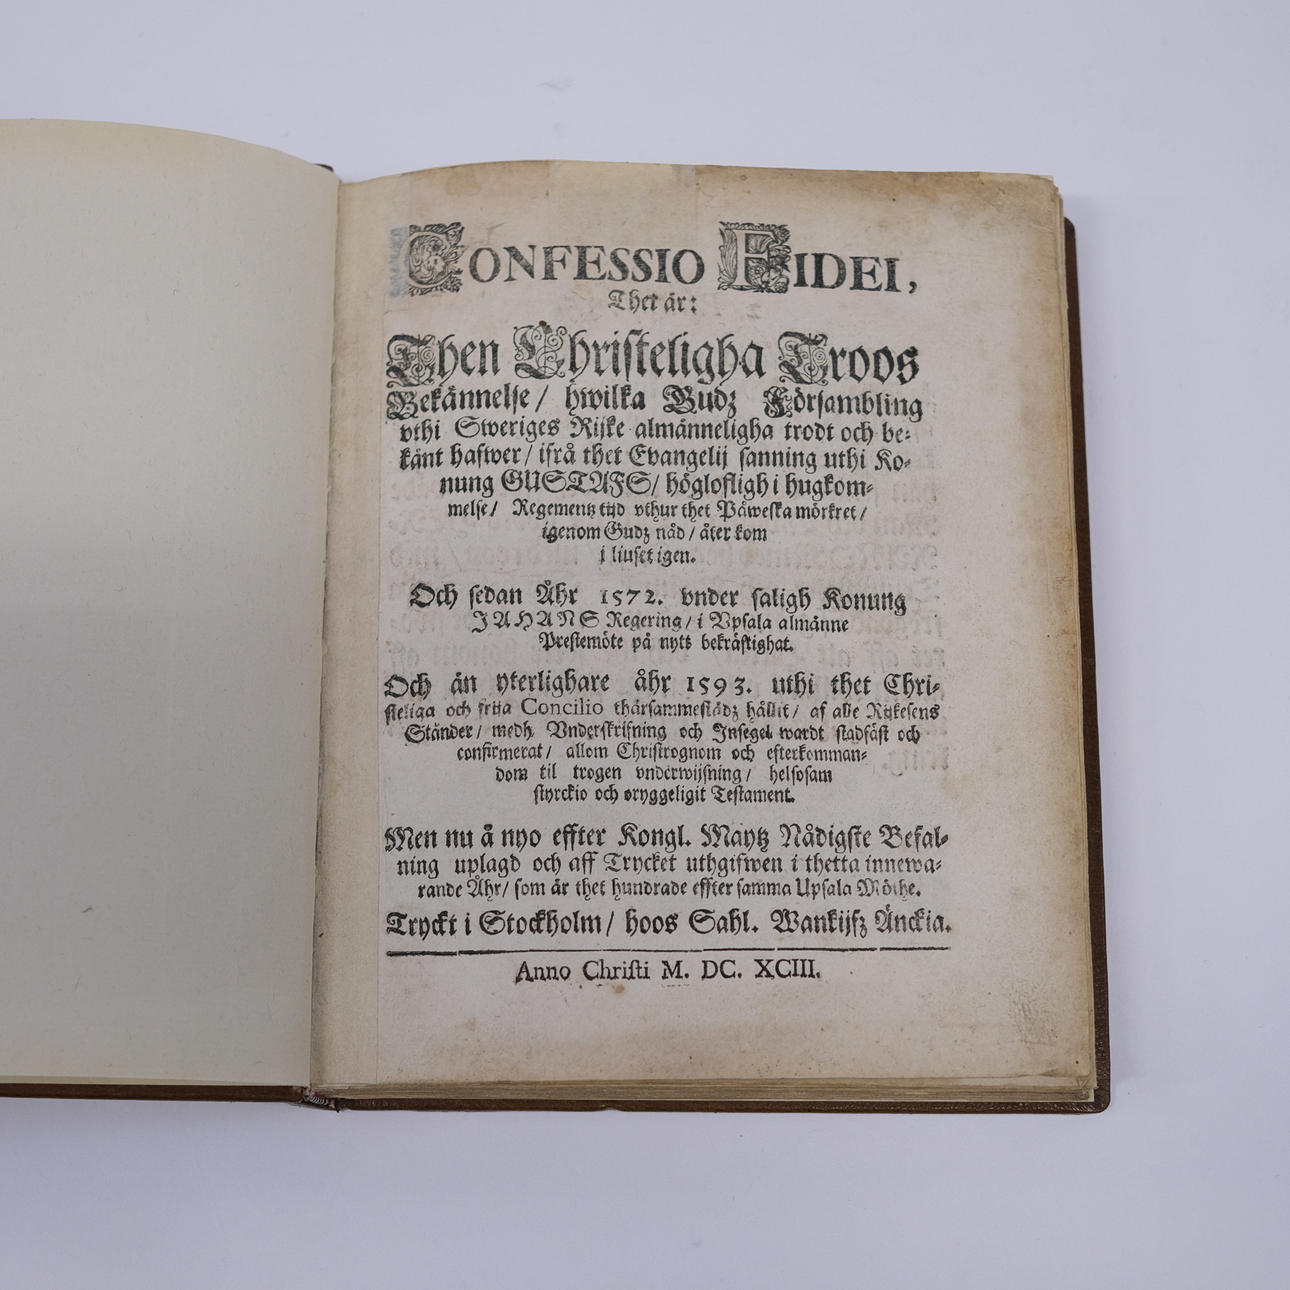 CONFESSIO FIDEI,
Thet är:
Then Christeligha Troos
Bekännelse/ hwilka Gudz Försambling
vthi Sweriges Rijke almänneligha trodt och be⸗
känt hafwer/ ifrå thet Evangelij sanning uthi Ko⸗
nung GUSTAFS/ höglofligh i hugkom⸗
melse/ Regementz tijd vthur thet Påweska mörkret/
igenom Gudz nåd/ åter kom
i liuset igen.
Och sedan Åhr 1572. vnder saligh Konung
JAHANS Regering/ i Vpsala almänne
Prestemöte på nytt bekräftighat.
Och än yterlighare åhr 1593. uthi thet Chri⸗
steliga och frija Concilio thärsammestädz hållit/ af alle Rijkesens
Ständer/ medh Vnderskrifning och Insegel wardt stadfäst och
confirmerat/ allom Christrognom och efterkomman⸗
dom til trogen vnderwijsning/ helsosam
styrckio och oryggeligit Testament.
Men nu å nyo effter Kongl. Maytz Nådigste Befal⸗
ning uplagd och aff Trycket uthgifwen i thetta innewa⸗
rande Åhr/ som är thet hundrade effter samma Upsala Möthe.
Tryckt i Stockholm/ hoos Sahl. Wankijfz Änckia.
Anno Christi M. DC. XCIII.